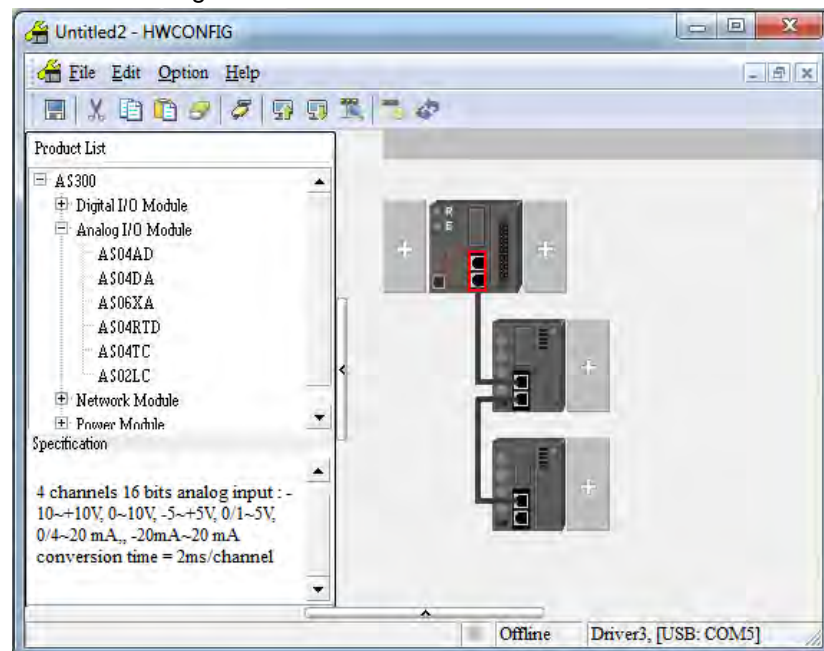 Untitled2 - HWCONFIG
File Edit Option Help
Product List
AS300
Digital I/O Module
Analog I/O Module
AS04AD
AS04DA
AS06XA
AS04RTD
AS04TC
AS02LC
Network Module
Power Module
Specification
4 channels 16 bits analog input : -
10~+10V, 0~10V, -5~+5V, 0/1~5V,
0/4~20 mA,, -20mA~20 mA
conversion time = 2ms/channel
R
E
Offline Driver3, [USB: COM5]